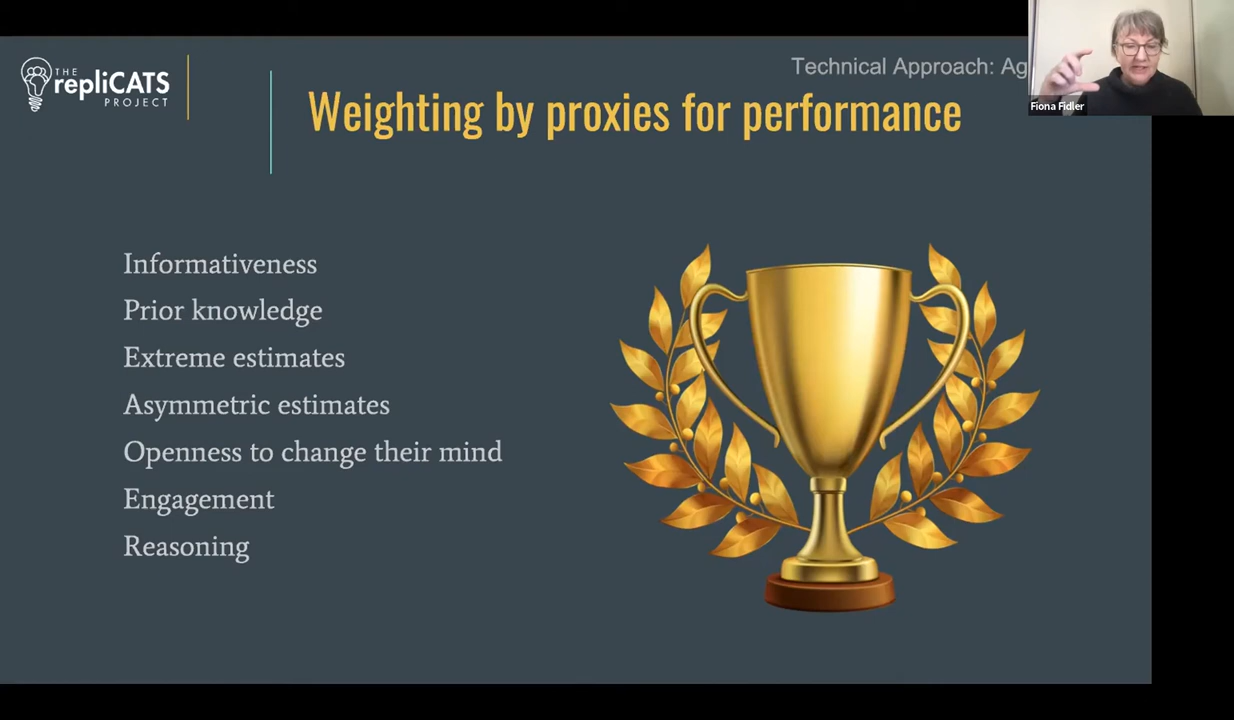 THE
repliCATS
PROJECT
Technical Approach: Ag
Weighting by proxies for performance
Fiona Fidler
Informativeness
Prior knowledge
Extreme estimates
Asymmetric estimates
Openness to change their mind
Engagement
Reasoning